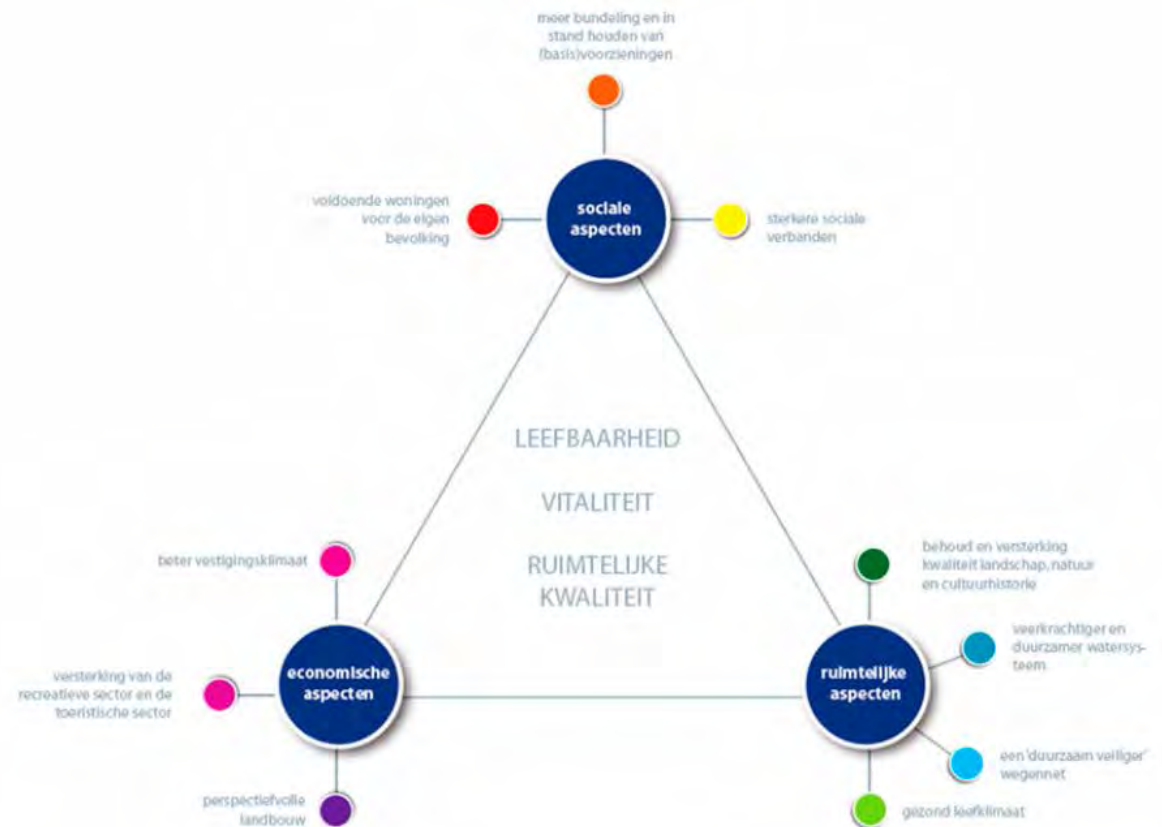 meer bundeling en in
stand houden van
(basis)voorzieningen
voldoende woningen
voor de eigen
bevolking
sociale
aspecten
sterkere sociale
verbanden
LEEFBAARHEID
VITALITEIT
RUIMTELIJKE
KWALITEIT
beter vestigingsklimaat
economische
aspecten
versterking van de
recreatieve sector en de
toeristische sector
perspectiefvolle
landbouw
behoud en versterking
kwaliteit landschap, natuur
en cultuurhistorie
ruimtelijke
aspecten
veerkrachtiger en
duurzamer watersys-
teem
een 'duurzaam veiliger'
wegennet
gezond leefklimaat